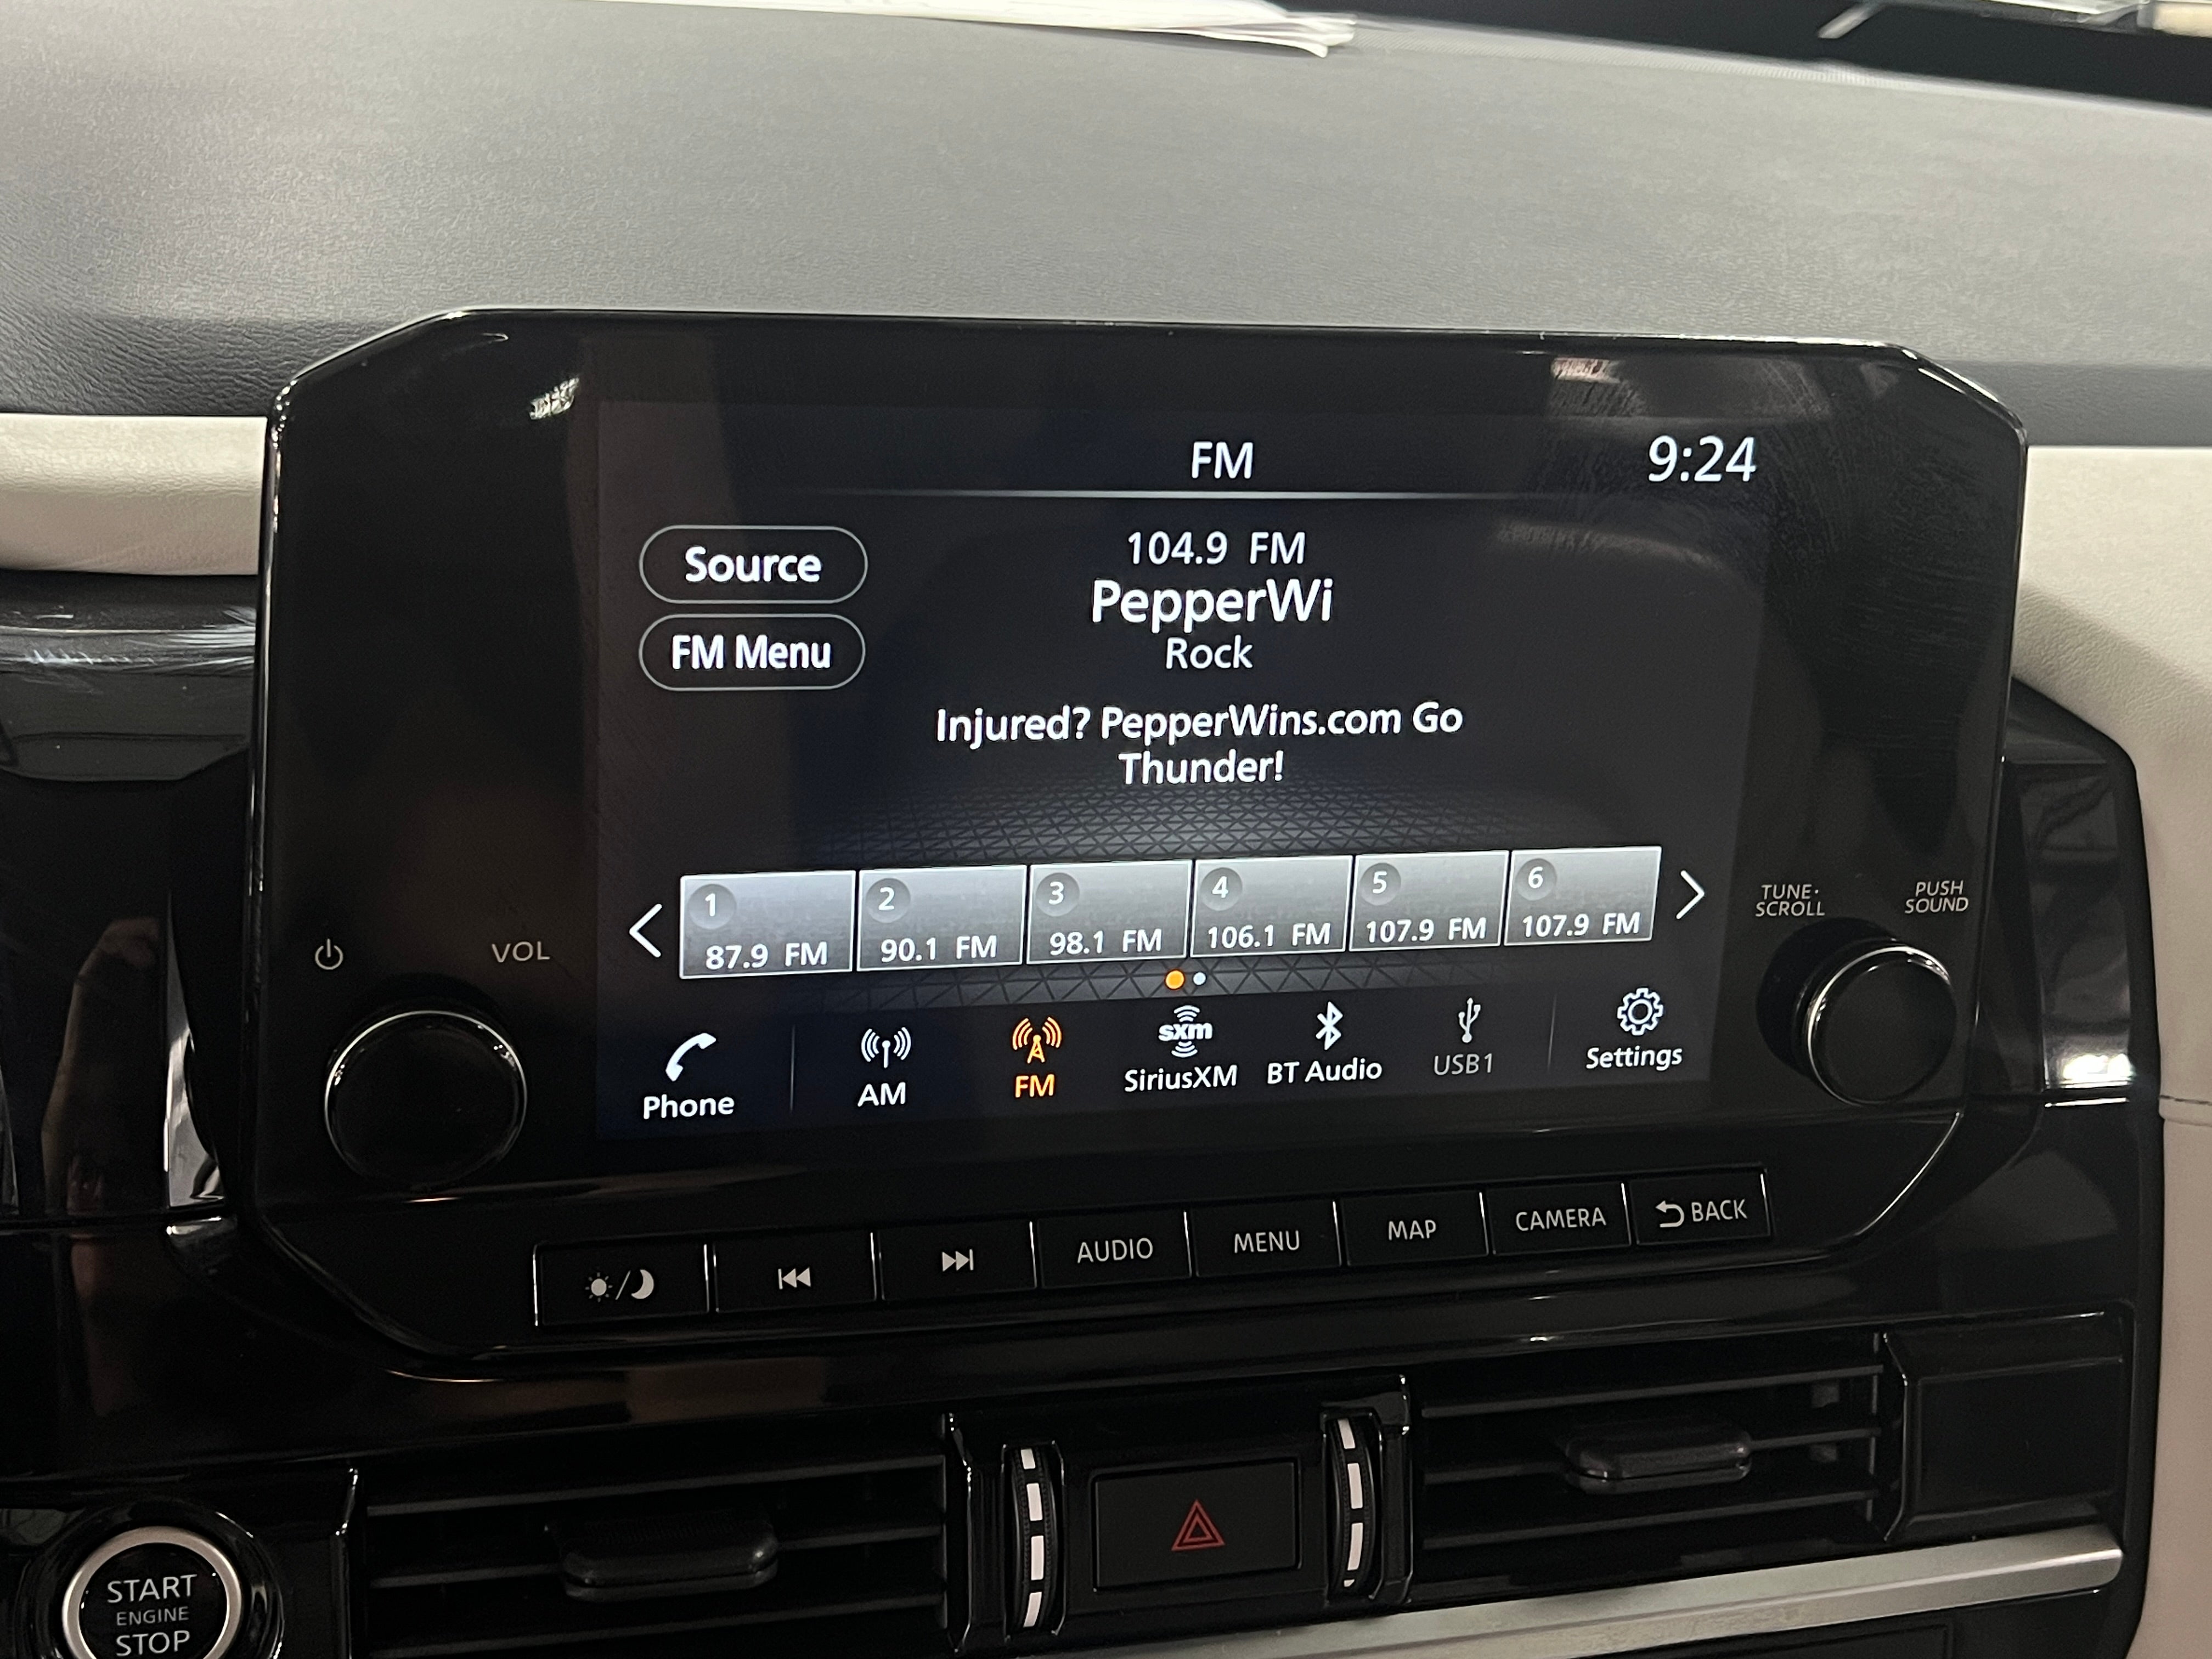 FM
9:24
Source
104.9 FM
PepperWi
FM Menu
Rock
Injured? PepperWins.com Go
Thunder!
1
87.9 FM
2
90.1 FM
3
98.1 FM
4
106.1 FM
5
107.9 FM
6
107.9 FM
VOL
TUNE·
SCROLL
PUSH
SOUND
Phone
AM
FM
sxm
SiriusXM
BT Audio
USB1
Settings
AUDIO
MENU
MAP
CAMERA
BACK
START
ENGINE
STOP